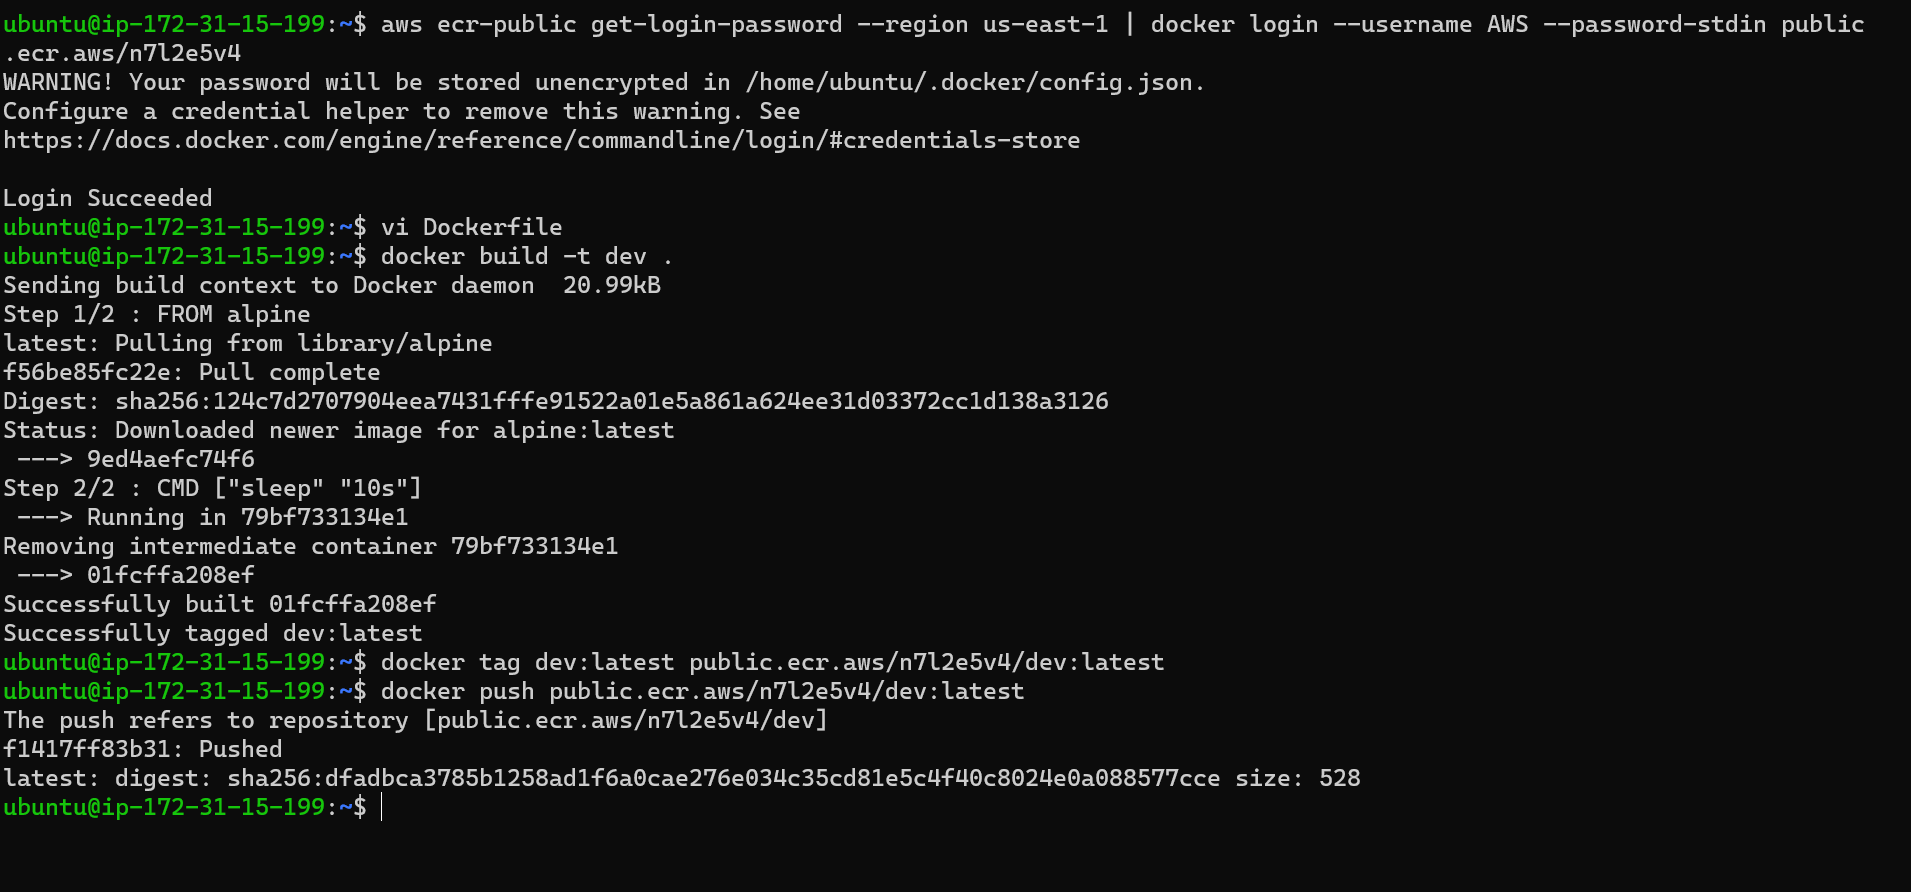 ubuntu@ip-172-31-15-199:~$ aws ecr-public get-login-password --region us-east-1 | docker login --username AWS --password-stdin public
.ecr.aws/n7l2e5v4
WARNING! Your password will be stored unencrypted in /home/ubuntu/.docker/config.json.
Configure a credential helper to remove this warning. See
https://docs.docker.com/engine/reference/commandline/login/#credentials-store

Login Succeeded
ubuntu@ip-172-31-15-199:~$ vi Dockerfile
ubuntu@ip-172-31-15-199:~$ docker build -t dev .
Sending build context to Docker daemon  20.99kB
Step 1/2 : FROM alpine
latest: Pulling from library/alpine
f56be85fc22e: Pull complete
Digest: sha256:124c7d2707904eea7431fffe91522a01e5a861a624ee31d03372cc1d138a3126
Status: Downloaded newer image for alpine:latest
 ---> 9ed4aefc74f6
Step 2/2 : CMD ["sleep" "10s"]
 ---> Running in 79bf733134e1
Removing intermediate container 79bf733134e1
 ---> 01fcffa208ef
Successfully built 01fcffa208ef
Successfully tagged dev:latest
ubuntu@ip-172-31-15-199:~$ docker tag dev:latest public.ecr.aws/n7l2e5v4/dev:latest
ubuntu@ip-172-31-15-199:~$ docker push public.ecr.aws/n7l2e5v4/dev:latest
The push refers to repository [public.ecr.aws/n7l2e5v4/dev]
f1417ff83b31: Pushed
latest: digest: sha256:dfadbca3785b1258ad1f6a0cae276e034c35cd81e5c4f40c8024e0a088577cce size: 528
ubuntu@ip-172-31-15-199:~$